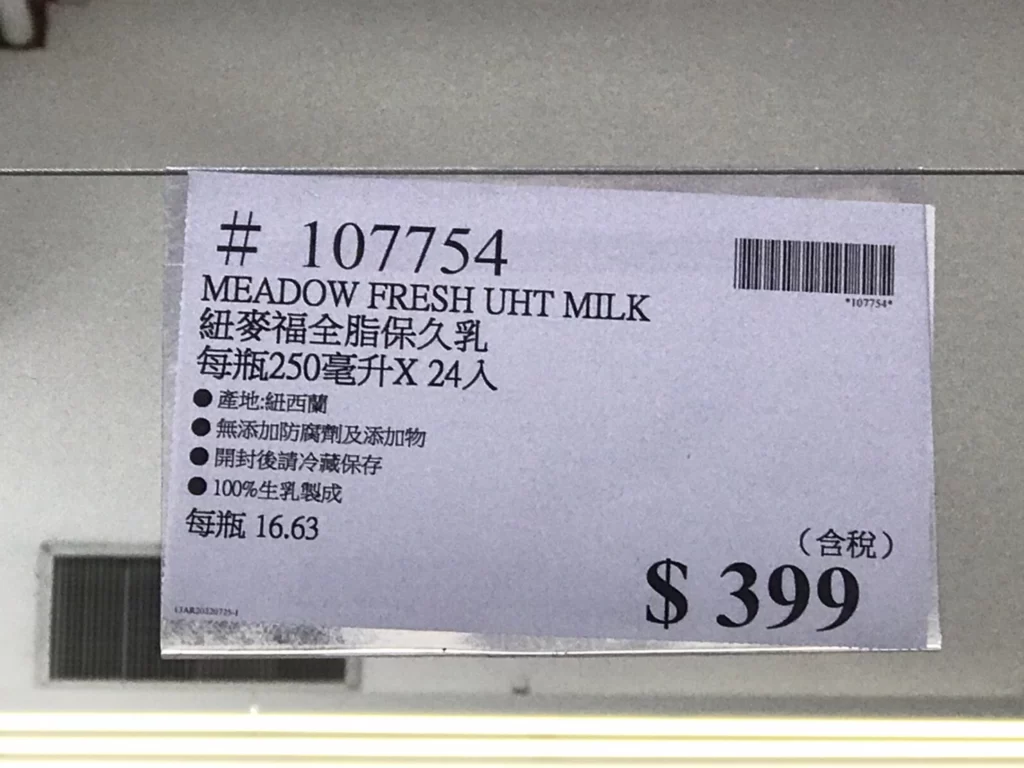 # 107754
*107754*
MEADOW FRESH UHT MILK
紐麥福全脂保久乳
每瓶250毫升X 24入
●產地:紐西蘭
●無添加防腐劑及添加物
●開封後請冷藏保存
●100%生乳製成
每瓶 16.63
（含稅）
$ 399